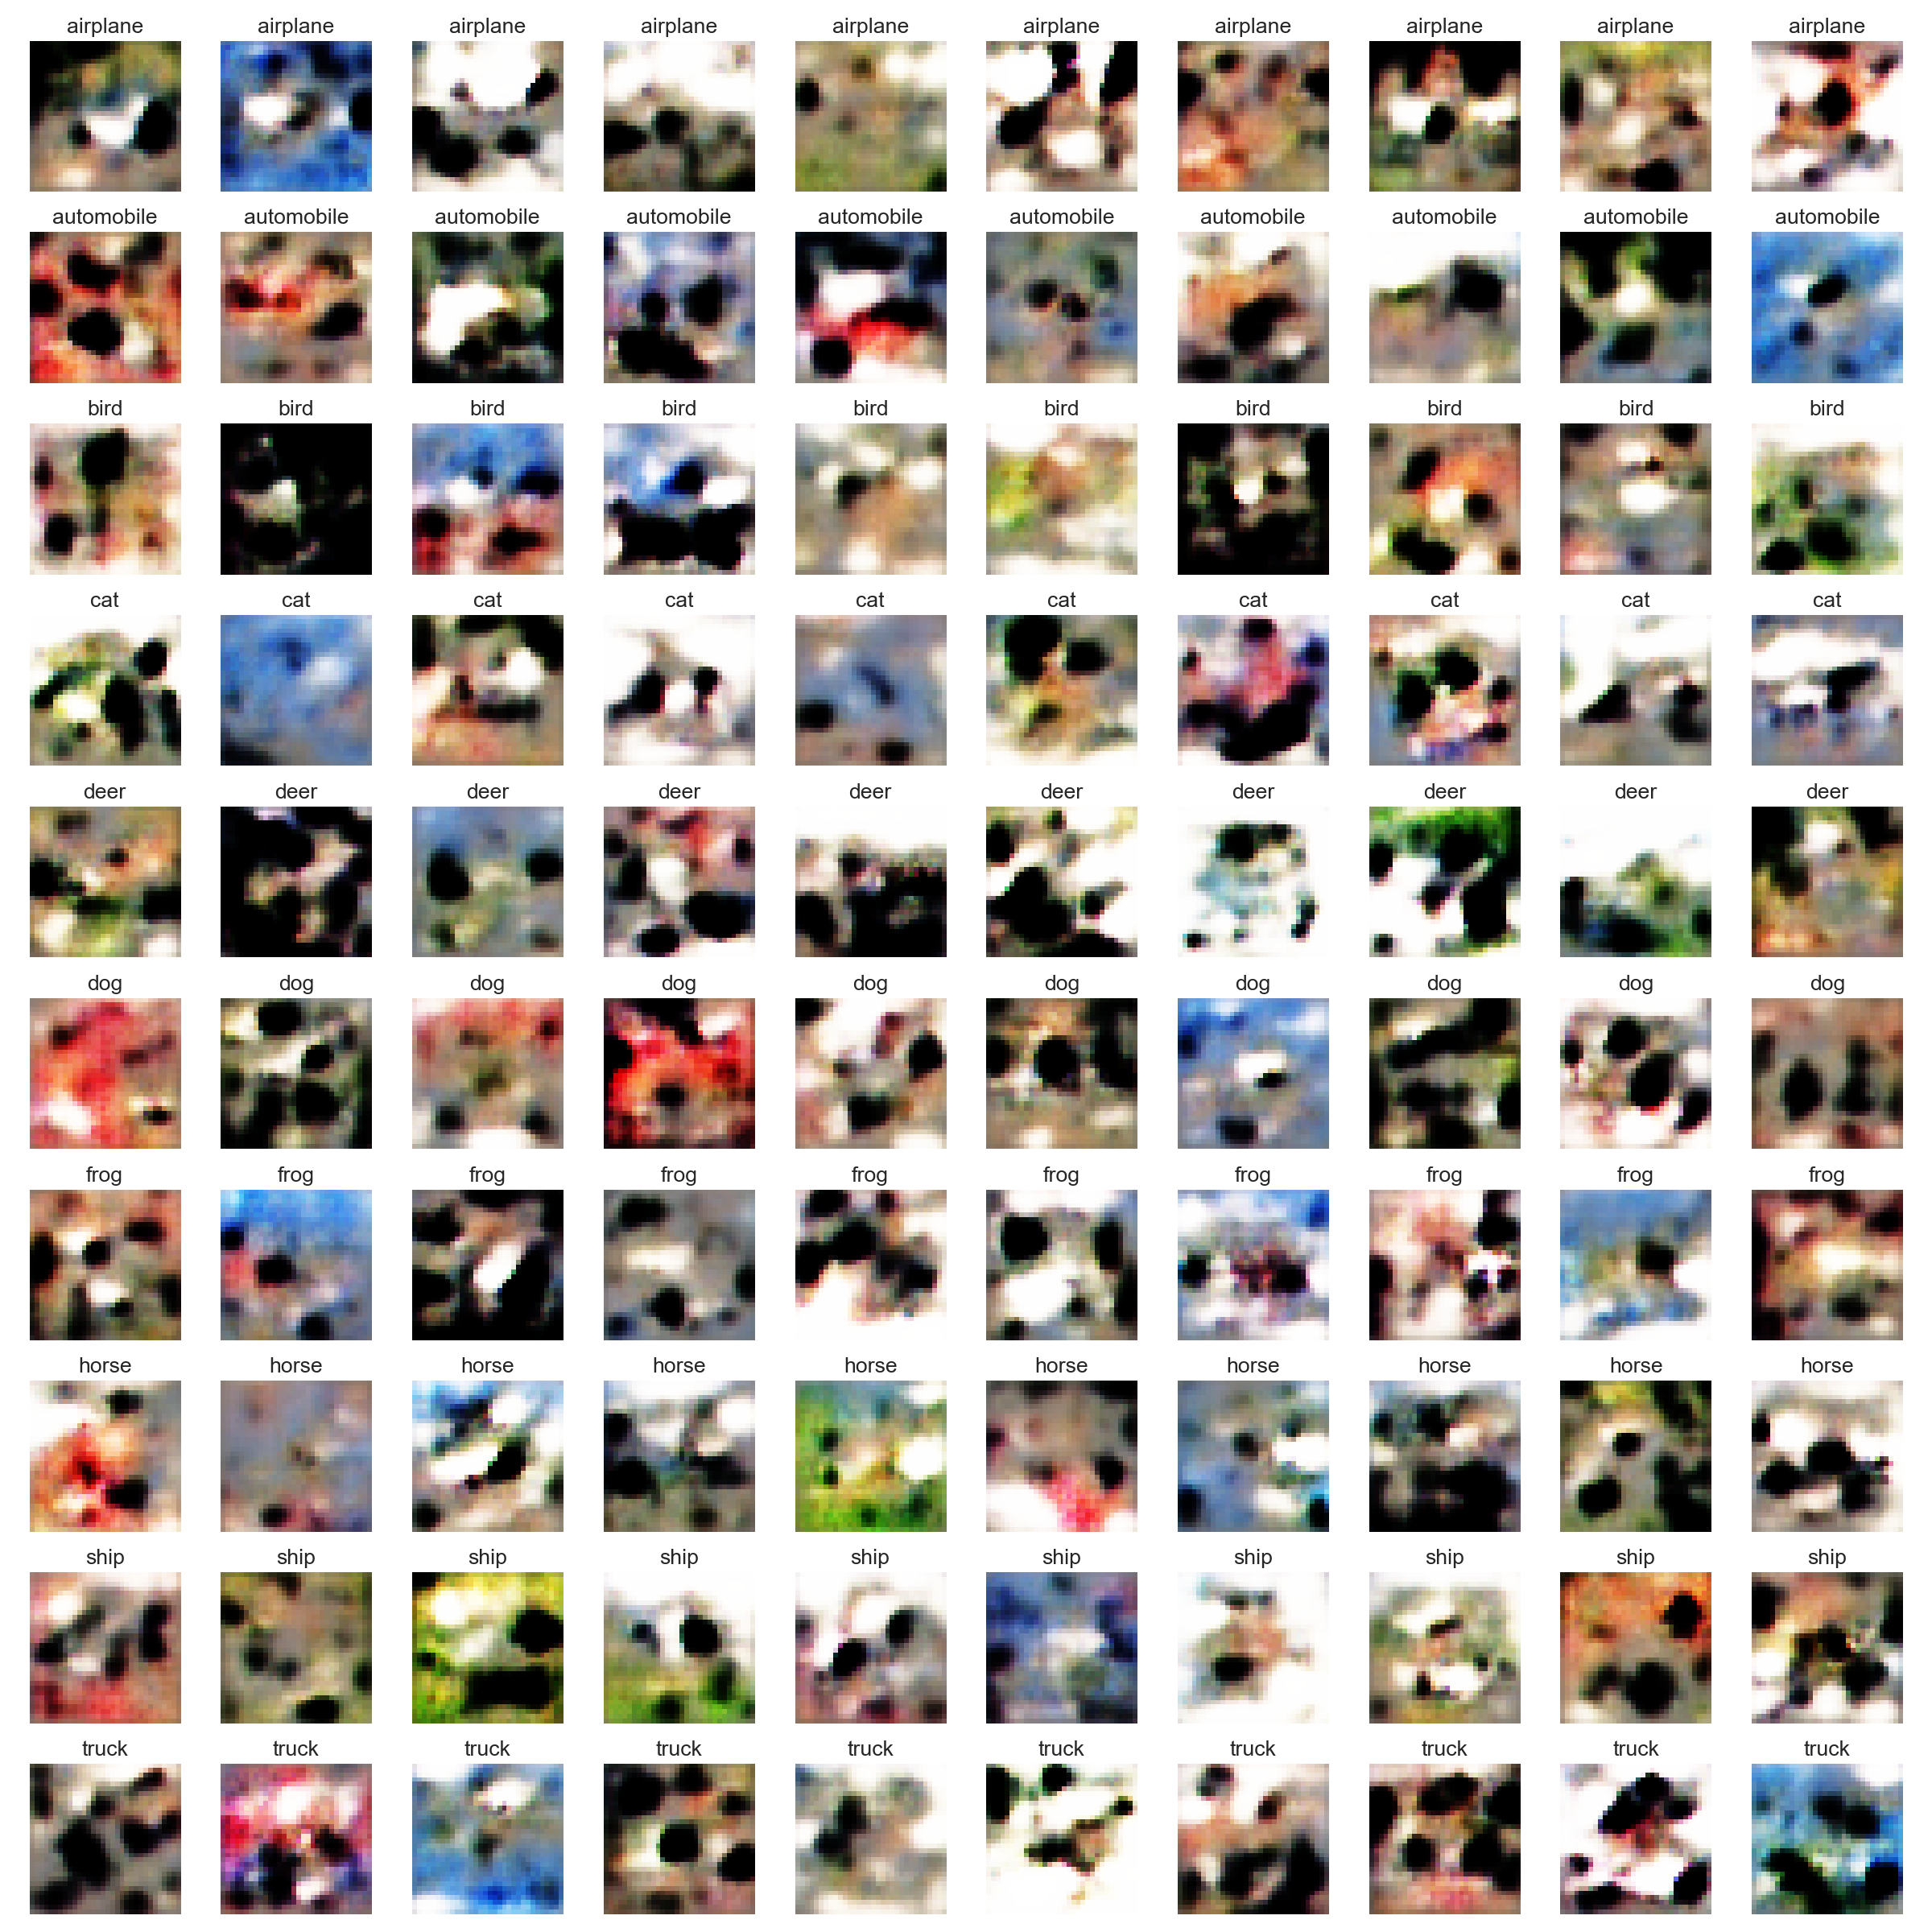 airplane airplane airplane airplane airplane airplane airplane airplane airplane airplane
automobile automobile automobile automobile automobile automobile automobile automobile automobile automobile
bird bird bird bird bird bird bird bird bird bird
cat cat cat cat cat cat cat cat cat cat
deer deer deer deer deer deer deer deer deer deer
dog dog dog dog dog dog dog dog dog dog
frog frog frog frog frog frog frog frog frog frog
horse horse horse horse horse horse horse horse horse horse
ship ship ship ship ship ship ship ship ship ship
truck truck truck truck truck truck truck truck truck truck